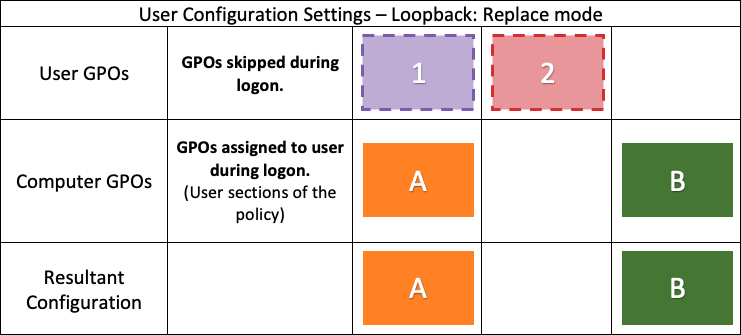 User Configuration Settings – Loopback: Replace mode
User GPOs
GPOs skipped during
logon.
1
2
Computer GPOs
GPOs assigned to user
during logon.
(User sections of the
policy)
A
B
Resultant
Configuration
A
B